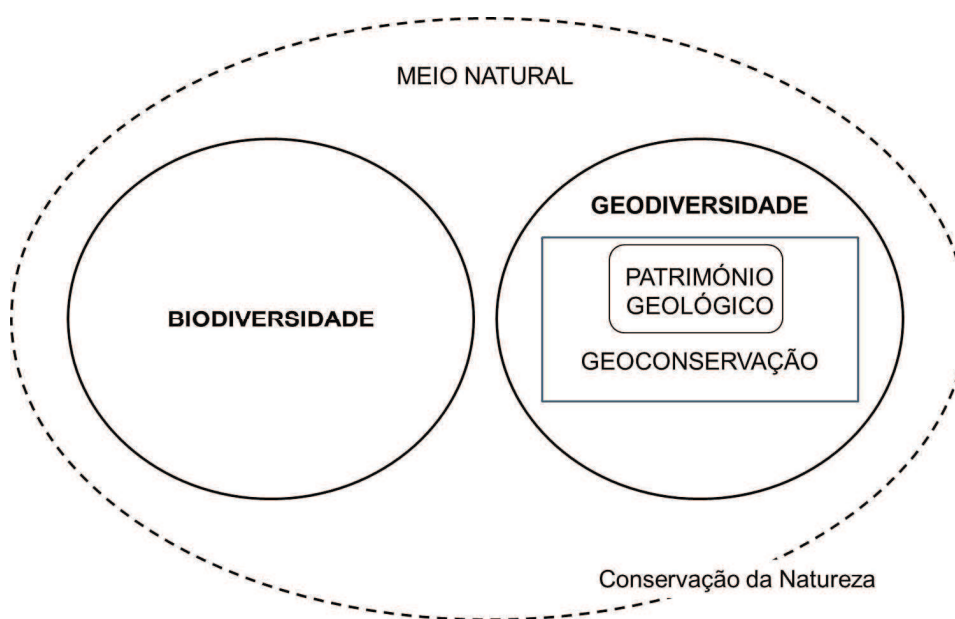 MEIO NATURAL
GEODIVERSIDADE
PATRIMÓNIO
GEOLÓGICO
BIODIVERSIDADE
GEOCONSERVAÇÃO
Conservação da Natureza